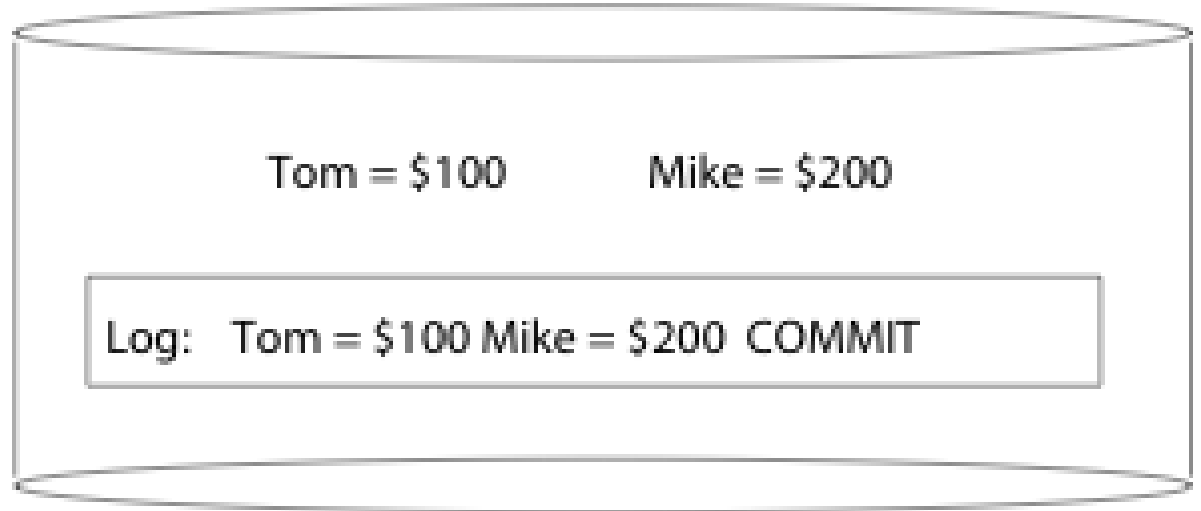 Tom = $100 Mike = $200
Log: Tom = $100 Mike = $200 COMMIT